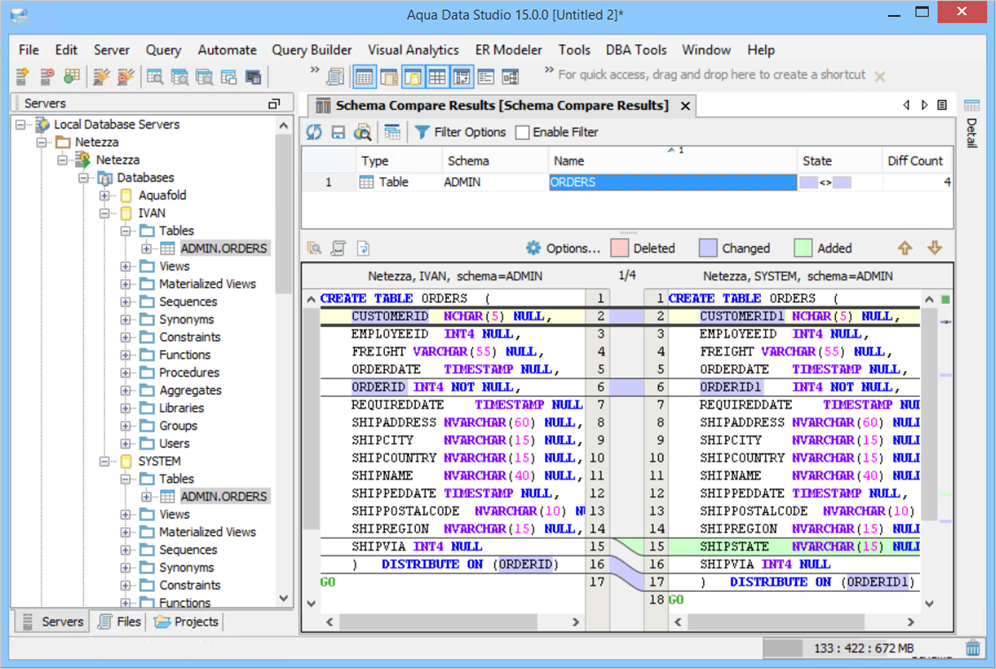 Aqua Data Studio 15.0.0 [Untitled 2]*
File Edit Server Query Automate Query Builder Visual Analytics ER Modeler Tools DBA Tools Window Help
For quick access, drag and drop here to create a shortcut
Servers
Schema Compare Results [Schema Compare Results]
Detail
Local Database Servers
Netezza
Netezza
Databases
Aquafold
IVAN
Tables
ADMIN.ORDERS
Views
Materialized Views
Sequences
Synonyms
Constraints
Functions
Procedures
Aggregates
Libraries
Groups
Users
SYSTEM
Tables
ADMIN.ORDERS
Views
Materialized Views
Sequences
Synonyms
Constraints
Functions
Servers Files Projects
Filter Options Enable Filter
Type Schema Name 1 State Diff Count
1 Table ADMIN ORDERS <> 4
Options... Deleted Changed Added
Netezza, IVAN, schema=ADMIN 1/4 Netezza, SYSTEM, schema=ADMIN
CREATE TABLE ORDERS ( 1 1 CREATE TABLE ORDERS (
CUSTOMERID NCHAR(5) NULL, 2 2 CUSTOMERID1 NCHAR(5) NULL,
EMPLOYEEID INT4 NULL, 3 3 EMPLOYEEID INT4 NULL,
FREIGHT VARCHAR(55) NULL, 4 4 FREIGHT VARCHAR(55) NULL,
ORDERDATE TIMESTAMP NULL, 5 5 ORDERDATE TIMESTAMP NULL,
ORDERID INT4 NOT NULL, 6 6 ORDERID1 INT4 NOT NULL,
REQUIREDDATE TIMESTAMP NULL 7 7 REQUIREDDATE TIMESTAMP NUL
SHIPADDRESS NVARCHAR(60) NULL, 8 8 SHIPADDRESS NVARCHAR(60) NULL
SHIPCITY NVARCHAR(15) NULL, 9 9 SHIPCITY NVARCHAR(15) NULL
SHIPCOUNTRY NVARCHAR(15) NULL, 10 10 SHIPCOUNTRY NVARCHAR(15) NULL
SHIPNAME NVARCHAR(40) NULL, 11 11 SHIPNAME NVARCHAR(40) NULL
SHIPPEDDATE TIMESTAMP NULL, 12 12 SHIPPEDDATE TIMESTAMP NULL,
SHIPPOSTALCODE NVARCHAR(10) N 13 13 SHIPPOSTALCODE NVARCHAR(10)
SHIPREGION NVARCHAR(15) NULL, 14 14 SHIPREGION NVARCHAR(15) NULL
SHIPVIA INT4 NULL 15 15 SHIPSTATE NVARCHAR(15) NULL
) DISTRIBUTE ON (ORDERID) 16 16 SHIPVIA INT4 NULL
GO 17 17 ) DISTRIBUTE ON (ORDERID1)
18 GO
133 : 422 : 672 MB